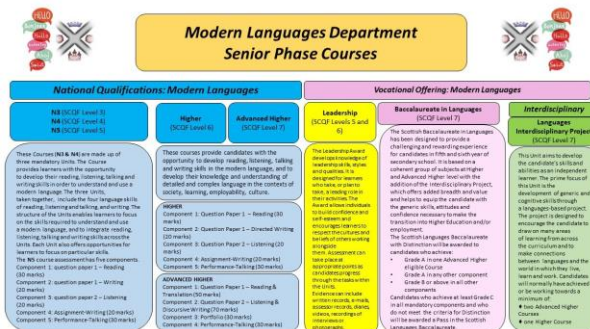 Modern Languages Department
Senior Phase Courses
National Qualifications: Modern Languages
Vocational Offering: Modern Languages
N3 (SCQF Level 3)
N4 (SCQF Level 4)
N5 (SCQF Level 5)
Higher
(SCQF Level 6)
Advanced Higher
(SCQF Level 7)
Leadership
(SCQF Levels 5 and
6)
Baccalaureate in Languages
(SCQF Level 7)
Interdisciplinary
Languages
Interdisciplinary Project
(SCQF Level 7)
These Courses (N3 & N4) are made up of
three mandatory Units. The Course
provides learners with the opportunity
to develop their reading, listening, talking and
writing skills in order to understand and use a
modern language. The three Units,
taken together, include the four language skills
of reading, listening and talking, and writing. The
structure of the Units enables learners to focus
on the skills required to understand and use
a modern language, and to integrate reading,
listening, talking and writing skills across the
Units. Each Unit also offers opportunities for
learners to focus on particular skills.
The N5 course assessment has five components.
Component 1: question paper 1 – Reading
(30 marks)
Component 2: question paper 1 – Writing
(20 marks)
Component 3: question paper 2 – Listening
(20 marks)
Component 4: Assignment-Writing (20 marks)
Component 5: Performance-Talking (30 marks)
These courses provide candidates with the
opportunity to develop reading, listening, talking
and writing skills in the modern language, and to
develop their knowledge and understanding of
detailed and complex language in the contexts of
society, learning, employability, culture.
HIGHER
Component 1: Question Paper 1 – Reading (30
marks)
Component 2: Question Paper 1 – Directed Writing
(20 marks)
Component 3: Question Paper 2 – Listening (20
marks)
Component 4: Assignment-Writing (20 marks)
Component 5: Performance-Talking (30 marks)
ADVANCED HIGHER
Component 1: Question Paper 1 – Reading &
Translation (50 marks)
Component 2: Question Paper 2 – Listening &
Discursive Writing (70 marks)
Component 3: Portfolio (30 marks)
Component 4: Performance-Talking (50 marks)
The Leadership Award
develops knowledge of
leadership skills, styles
and qualities. It is
designed for learners
who take, or plan to
take, a leading role in
their activities. The
Award allows individuals
to build confidence and
self-esteem and
encourages learners to
respect the cultures and
beliefs of others working
alongside
them. Assessment can
take place at
appropriate points as
candidates progress
through the tasks within
the Units.
Evidence can include
written records, e-mails,
assessor records, diaries,
videos, recordings of
interviews or
photographs.
The Scottish Baccalaureate in Languages
has been designed to provide a
challenging and rewarding experience
for candidates in fifth and sixth year of
secondary school. It is based on a
coherent group of subjects at Higher
and Advanced Higher level with the
addition of the Interdisciplinary Project,
which offers added breadth and value
and helps to equip the candidate with
the generic skills, attitudes and
confidence necessary to make the
transition into Higher Education and/or
employment.
The Scottish Languages Baccalaureate
with Distinction will be awarded to
candidates who achieve:
• Grade A in one Advanced Higher
eligible Course
• Grade A in any other component
• Grade B or above in all other
components
Candidates who achieve at least Grade C
in all mandatory components and who
do not meet the criteria for Distinction
will be awarded a Pass in the Scottish
Languages Baccalaureate.
This Unit aims to develop
the candidate's skills and
abilities as an independent
learner. The prime focus of
this Unit is the
development of generic and
cognitive skills through
a languages-based project.
The project is designed to
encourage the candidate to
draw on many areas
of learning from across
the curriculum and
to make connections
between languages and the
world in which they live,
learn and work. Candidates
will normally have achieved
or be working towards a
minimum of:
♦ two Advanced Higher
Courses
♦ one Higher Course